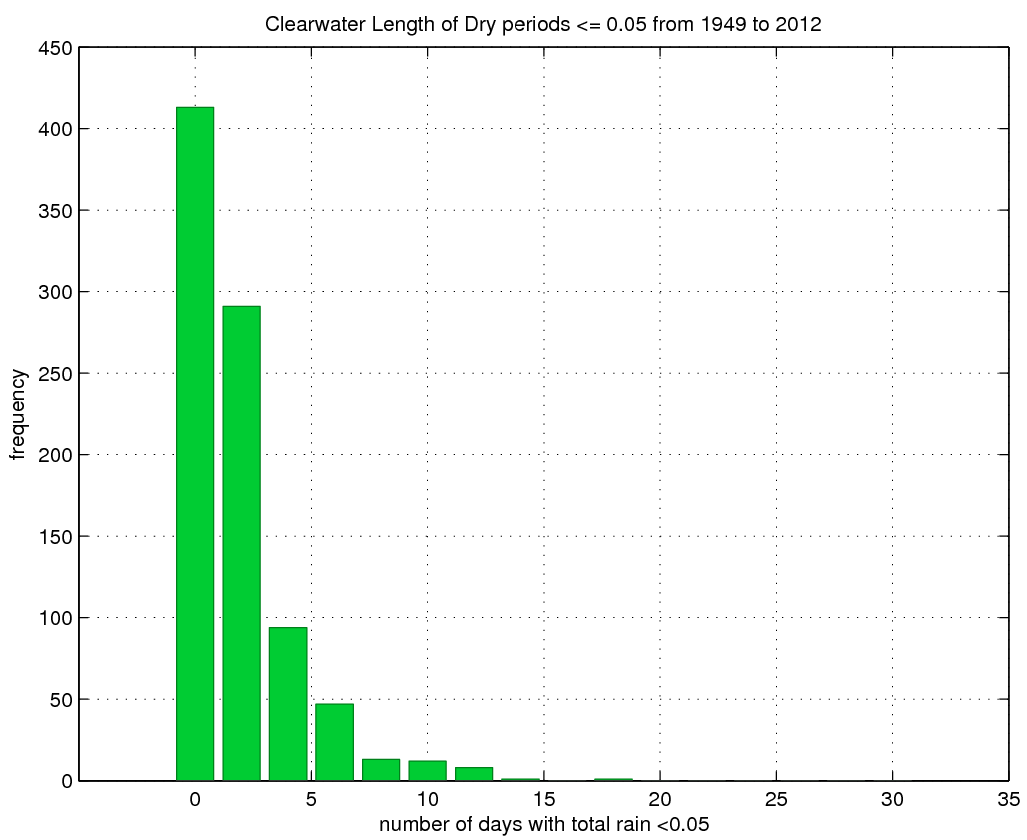 Clearwater Length of Dry periods <= 0.05 from 1949 to 2012
450
400
350
300
250
200
150
100
50
0
frequency
0 5 10 15 20 25 30 35
number of days with total rain <0.05